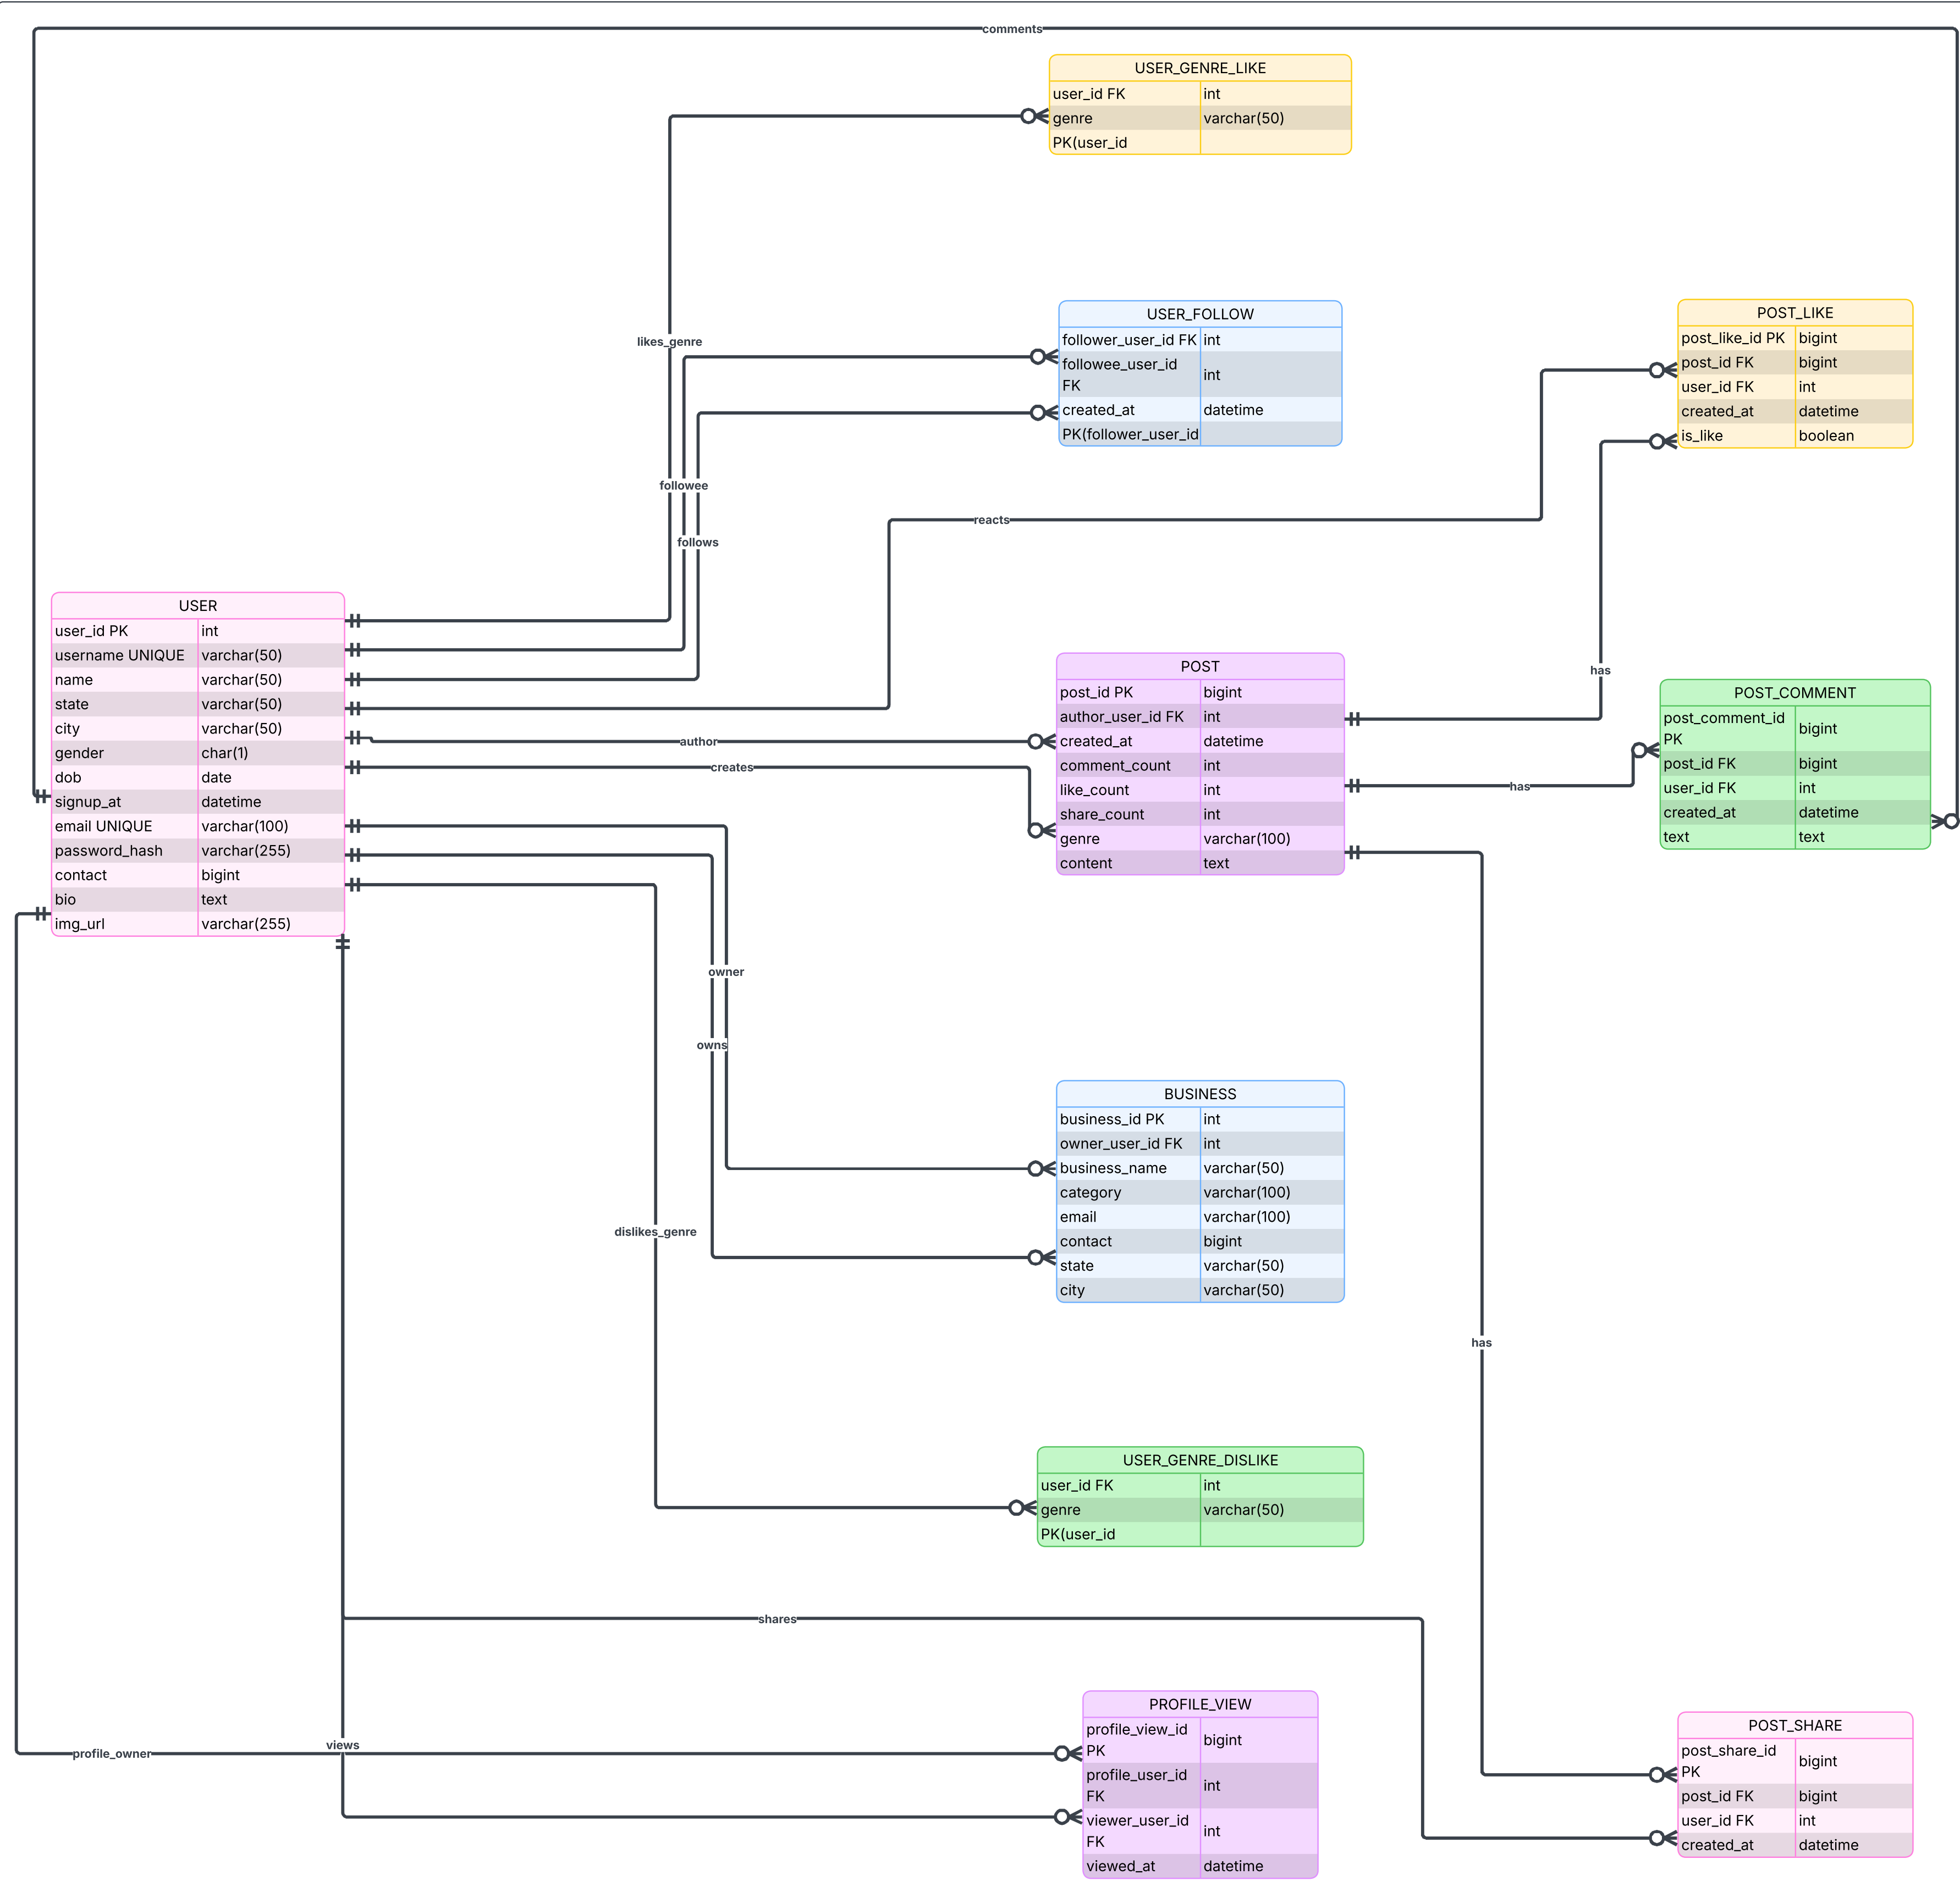 comments
USER_GENRE_LIKE
user_id FK int
genre varchar(50)
PK(user_id
likes_genre
USER_FOLLOW
follower_user_id FK int
followee_user_id
FK
int
created_at datetime
PK(follower_user_id
POST_LIKE
post_like_id PK bigint
post_id FK bigint
user_id FK int
created_at datetime
is_like boolean
followee
reacts
follows
USER
user_id PK int
username UNIQUE varchar(50)
name varchar(50)
state varchar(50)
city varchar(50)
gender char(1)
dob date
signup_at datetime
email UNIQUE varchar(100)
password_hash varchar(255)
contact bigint
bio text
img_url varchar(255)
author
creates
POST
post_id PK bigint
author_user_id FK int
created_at datetime
comment_count int
like_count int
share_count int
genre varchar(100)
content text
has
has
POST_COMMENT
post_comment_id
PK
bigint
post_id FK bigint
user_id FK int
created_at datetime
text text
owner
owns
BUSINESS
business_id PK int
owner_user_id FK int
business_name varchar(50)
category varchar(100)
email varchar(100)
contact bigint
state varchar(50)
city varchar(50)
dislikes_genre
has
USER_GENRE_DISLIKE
user_id FK int
genre varchar(50)
PK(user_id
shares
views
profile_owner
PROFILE_VIEW
profile_view_id
PK
bigint
profile_user_id
FK
int
viewer_user_id
FK
int
viewed_at datetime
POST_SHARE
post_share_id
PK
bigint
post_id FK bigint
user_id FK int
created_at datetime